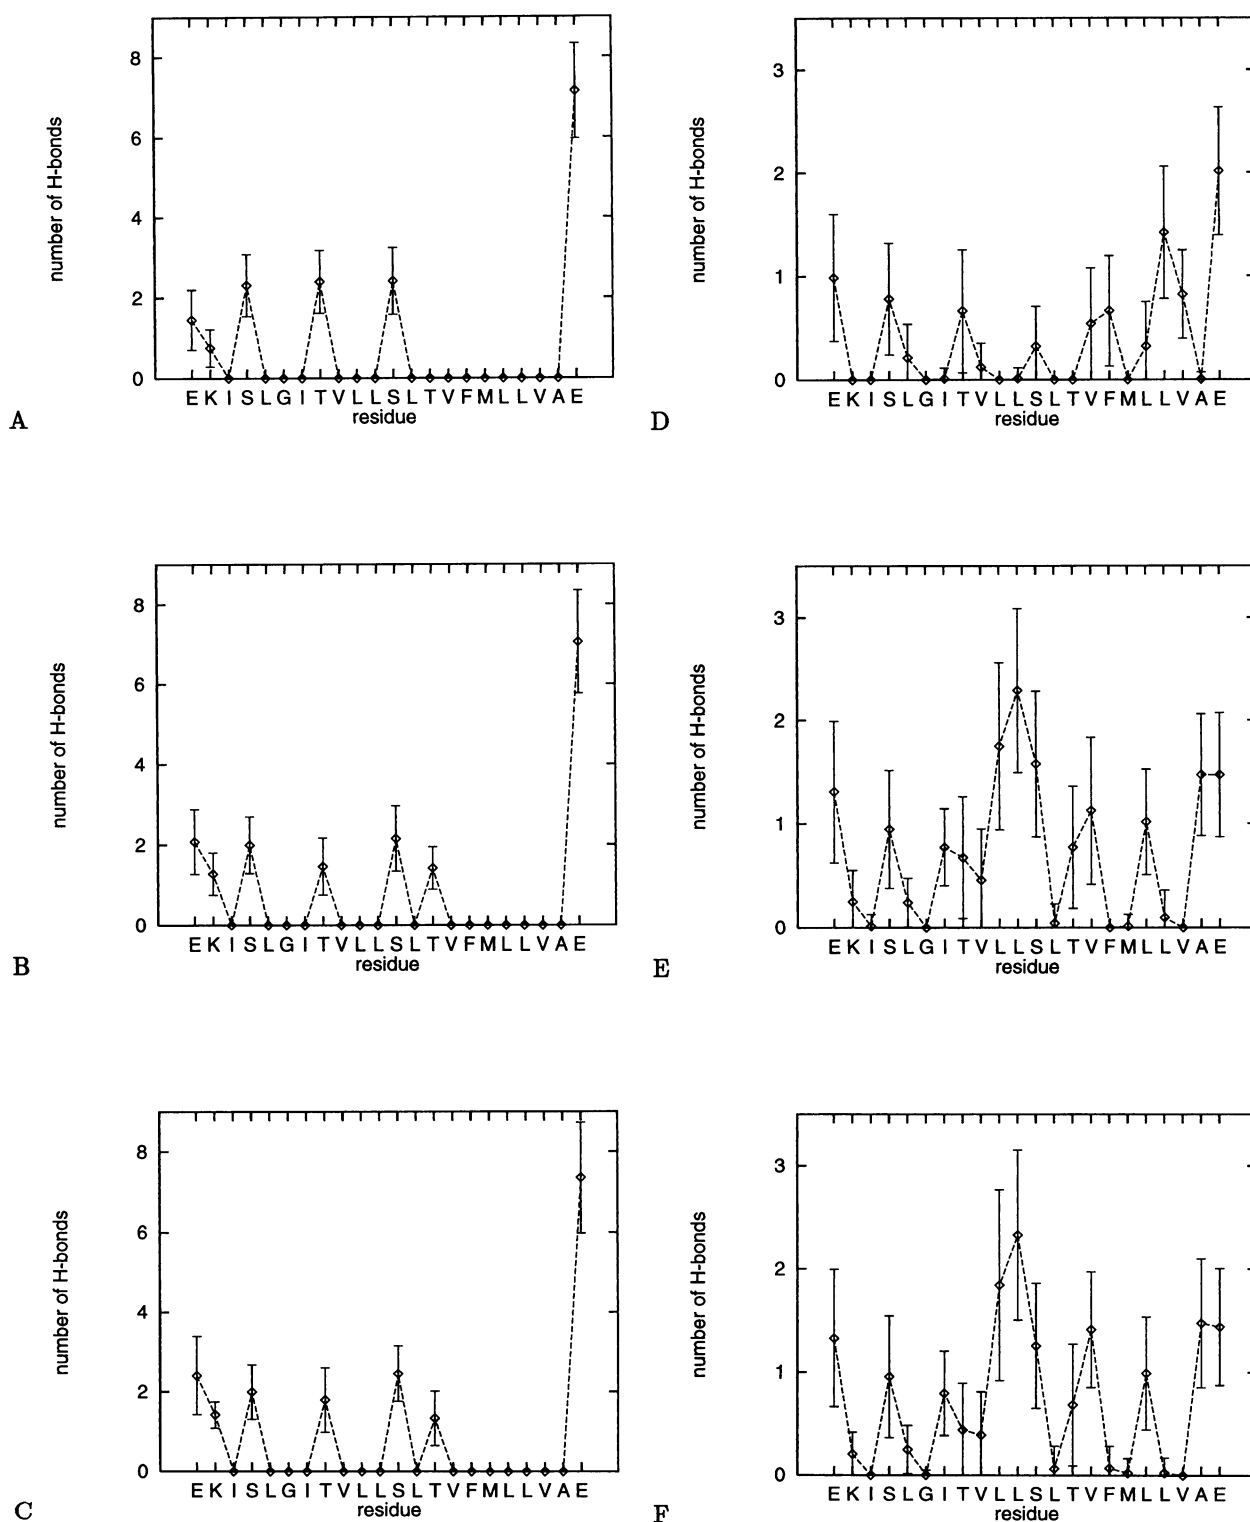 8
6
4
2
0
number of H-bonds
E K I S L G I T V L L S L T V F M L L V A E
residue
A
3
2
1
0
number of H-bonds
E K I S L G I T V L L S L T V F M L L V A E
residue
D
8
6
4
2
0
number of H-bonds
E K I S L G I T V L L S L T V F M L L V A E
residue
B
3
2
1
0
number of H-bonds
E K I S L G I T V L L S L T V F M L L V A E
residue
E
8
6
4
2
0
number of H-bonds
E K I S L G I T V L L S L T V F M L L V A E
residue
C
3
2
1
0
number of H-bonds
E K I S L G I T V L L S L T V F M L L V A E
residue
F